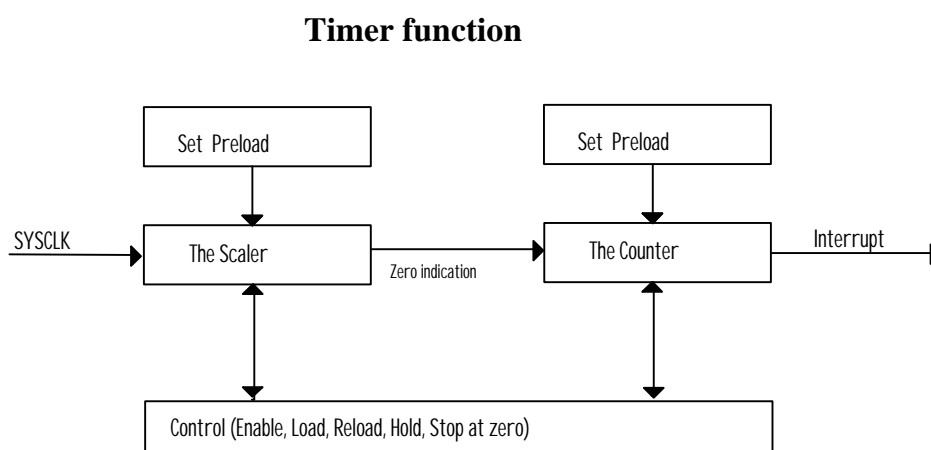 Timer function
Set Preload
Set Preload
SYSCLK
The Scaler
Zero indication
The Counter
Interrupt
Control (Enable, Load, Reload, Hold, Stop at zero)